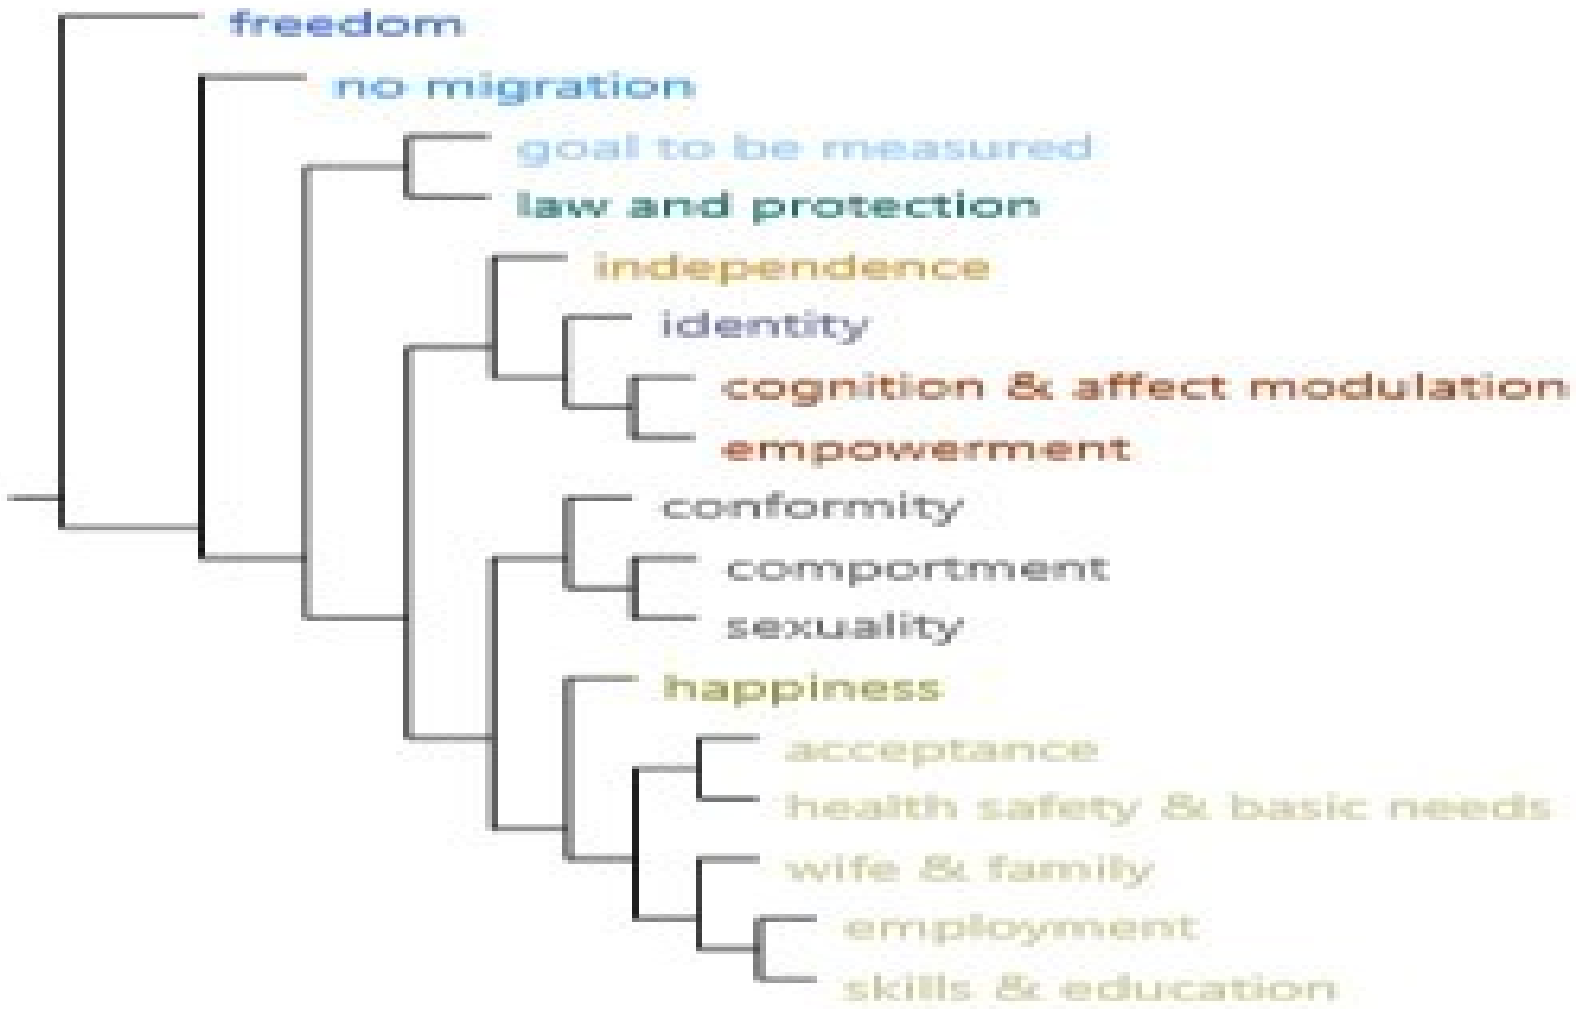 freedom
no migration
goal to be measured
law and protection
independence
identity
cognition & affect modulation
empowerment
conformity
comportment
sexuality
happiness
acceptance
health safety & basic needs
wife & family
employment
skills & education